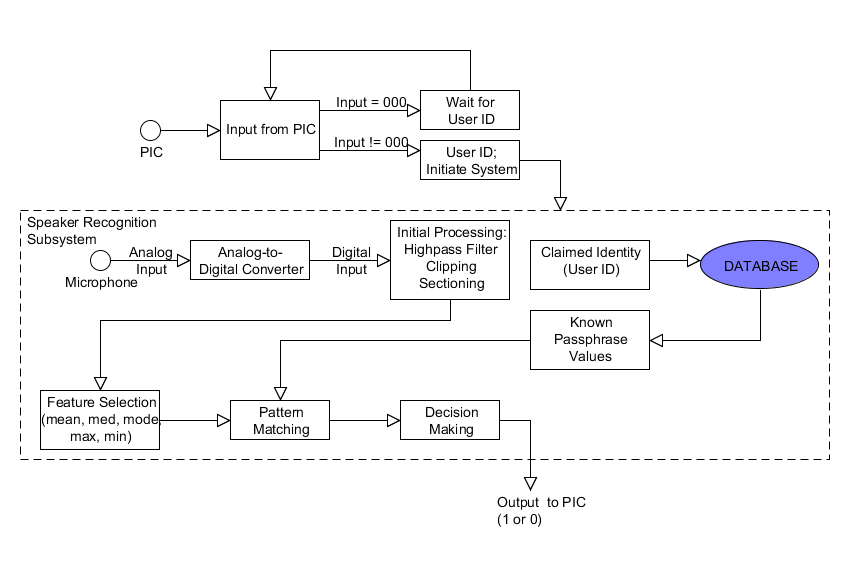 Input = 000
Wait for
User ID
Input from PIC
PIC
Input != 000
User ID;
Initiate System
Speaker Recognition
Subsystem
Microphone
Analog
Input
Analog-to-
Digital Converter
Digital
Input
Initial Processing:
Highpass Filter
Clipping
Sectioning
Claimed Identity
(User ID)
DATABASE
Known
Passphrase
Values
Feature Selection
(mean, med, mode,
max, min)
Pattern
Matching
Decision
Making
Output to PIC
(1 or 0)